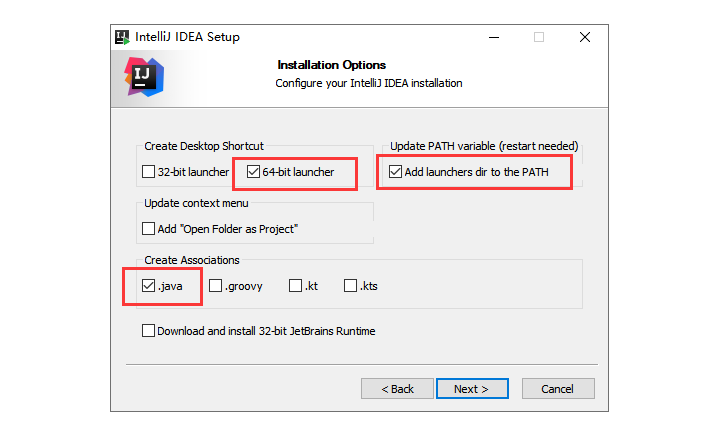 IntelliJ IDEA Setup
IJ
Installation Options
Configure your IntelliJ IDEA installation
Create Desktop Shortcut
32-bit launcher
64-bit launcher
Update PATH variable (restart needed)
Add launchers dir to the PATH
Update context menu
Add "Open Folder as Project"
Create Associations
.java
.groovy
.kt
.kts
Download and install 32-bit JetBrains Runtime
< Back
Next >
Cancel